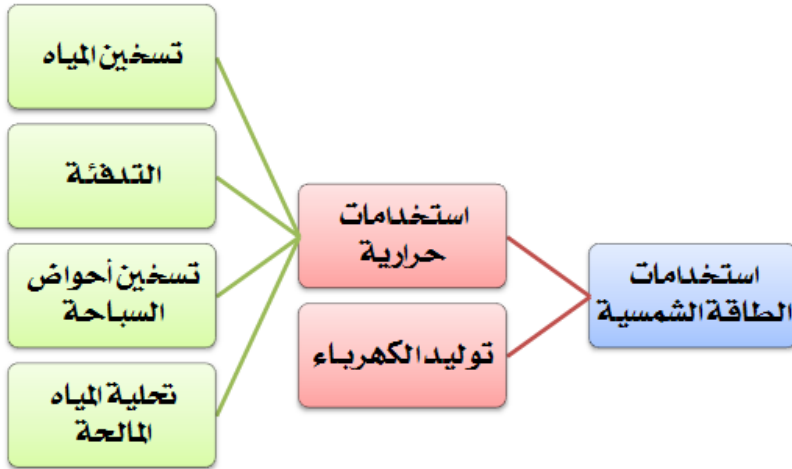 استخدامات
الطاقة الشمسية
استخدامات
حرارية
توليد الكهرباء
تسخين المياه
التدفئة
تسخين أحواض
السباحة
تحلية المياه
المالحة